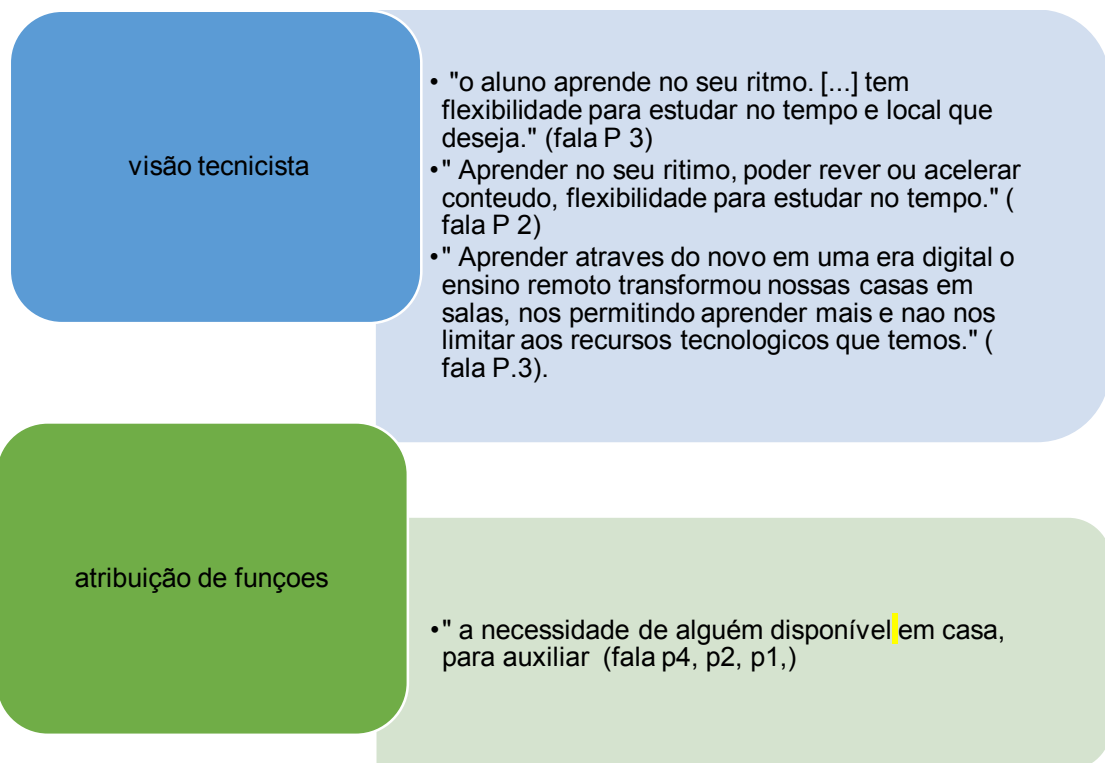 visão tecnicista
• "o aluno aprende no seu ritmo. [...] tem
flexibilidade para estudar no tempo e local que
deseja." (fala P 3)
•" Aprender no seu ritimo, poder rever ou acelerar
conteudo, flexibilidade para estudar no tempo." (
fala P 2)
•" Aprender atraves do novo em uma era digital o
ensino remoto transformou nossas casas em
salas, nos permitindo aprender mais e nao nos
limitar aos recursos tecnologicos que temos." (
fala P.3).
atribuição de funçoes
•" a necessidade de alguém disponível em casa,
para auxiliar (fala p4, p2, p1,)